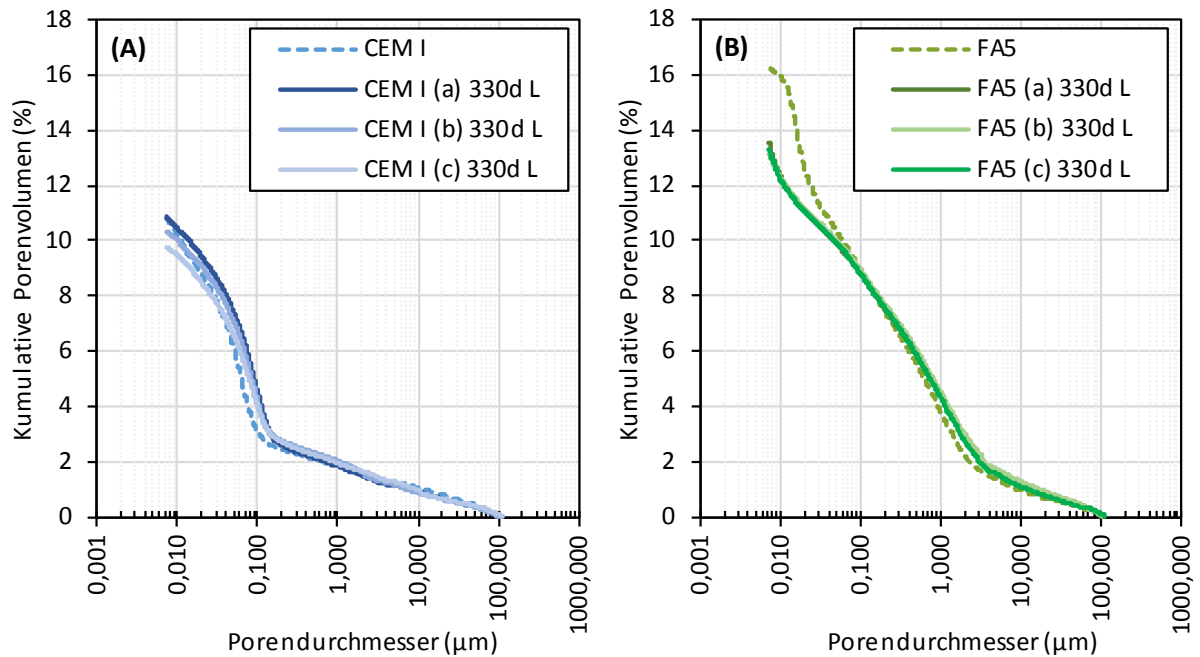 (A)
CEM I
CEM I (a) 330d L
CEM I (b) 330d L
CEM I (c) 330d L
Kumulative Porenvolumen (%)
18
16
14
12
10
8
6
4
2
0
0,001
0,010
0,100
1,000
10,000
100,000
1000,000
Porendurchmesser (µm)
(B)
FA5
FA5 (a) 330d L
FA5 (b) 330d L
FA5 (c) 330d L
Kumulative Porenvolumen (%)
18
16
14
12
10
8
6
4
2
0
0,001
0,010
0,100
1,000
10,000
100,000
1000,000
Porendurchmesser (µm)